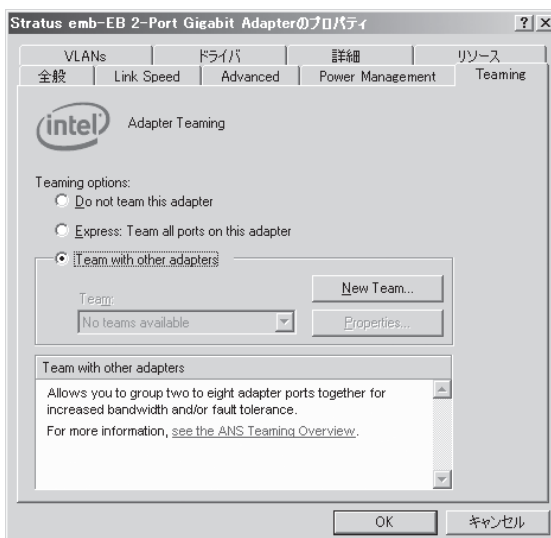 Stratus emb-EB 2-Port Gigabit Adapterのプロパティ
VLANs ドライバ 詳細 リソース
全般 Link Speed Advanced Power Management Teaming
intel Adapter Teaming
Teaming options:
Do not team this adapter
Express: Team all ports on this adapter
Team with other adapters
New Team...
Team:
No teams available
Properties...
Team with other adapters
Allows you to group two to eight adapter ports together for
increased bandwidth and/or fault tolerance.
For more information, see the ANS Teaming Overview.
OK キャンセル